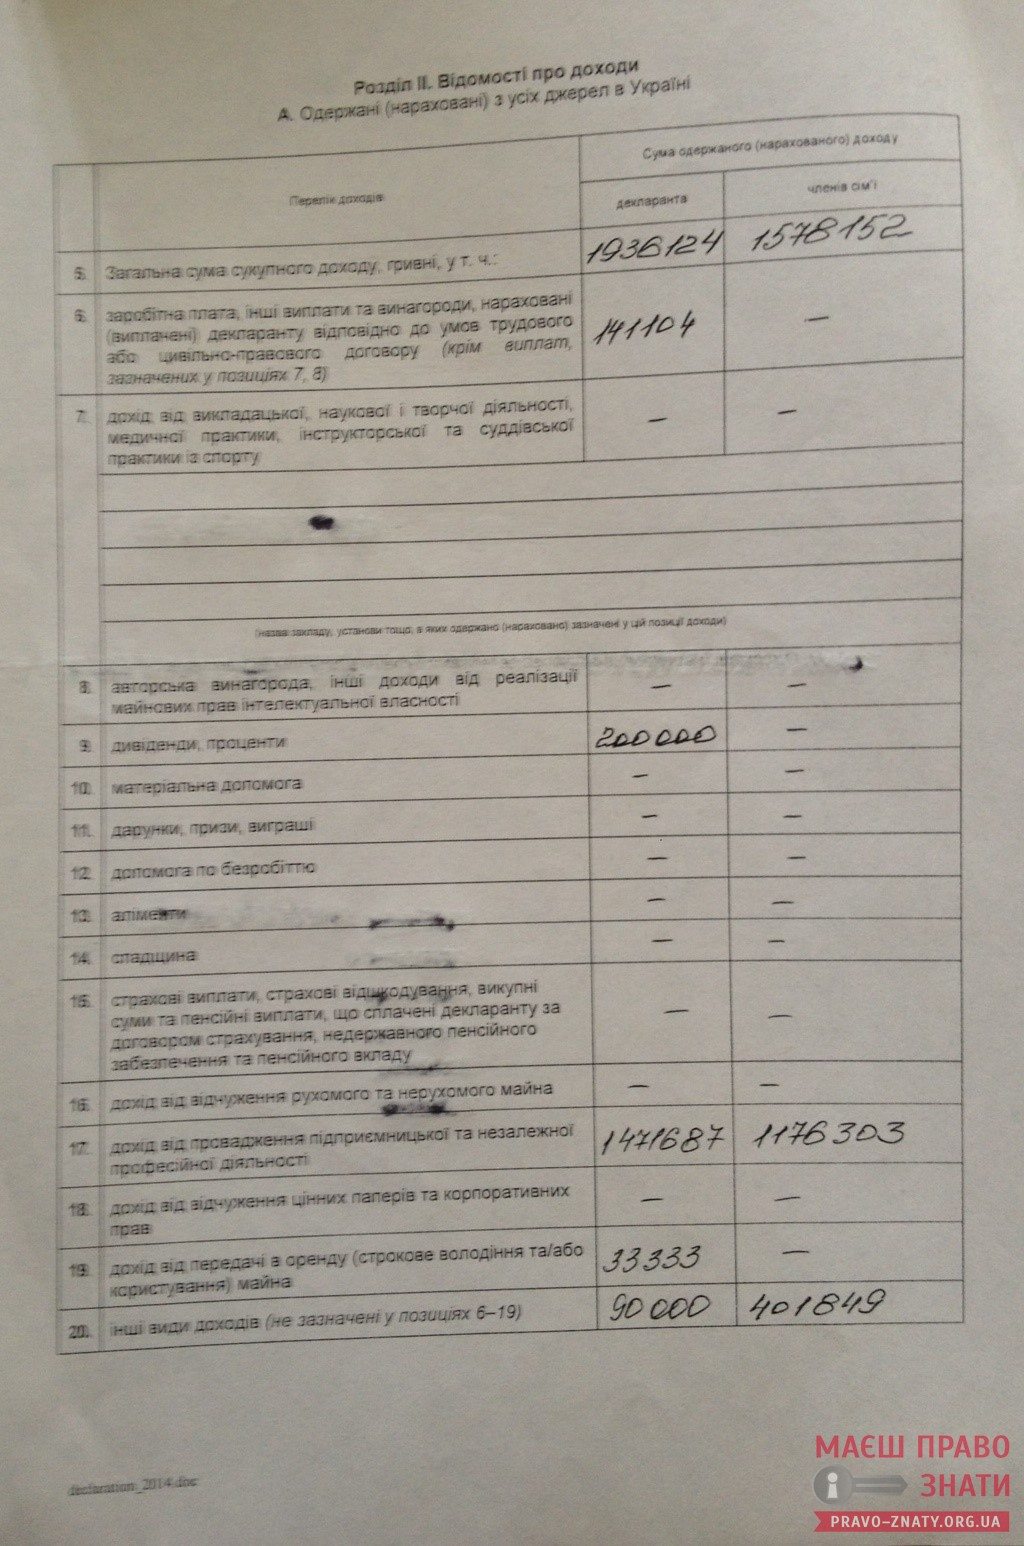 Розділ II. Відомості про доходи
А. Одержані (нараховані) з усіх джерел в Україні
Перелік доходів
Сума одержаного (нарахованого) доходу
декларанта
членів сім'ї
5. Загальна сума сукупного доходу, гривні, у т. ч.: 1936124 1578152
6. заробітна плата, інші виплати та винагороди, нараховані
(виплачені) декларанту відповідно до умов трудового 141104 —
або цивільно-правового договору (крім виплат,
зазначених у позиціях 7, 8)
7. дохід від викладацької, наукової і творчої діяльності,
медичної практики, інструкторської та суддівської — —
практики із спорту
(назва закладу, установи тощо, в яких одержано (нараховано) зазначені у цій позиції доходи)
8. авторська винагорода, інші доходи від реалізації — —
майнових прав інтелектуальної власності
9. дивіденди, проценти 200000 —
10. матеріальна допомога — —
11. дарунки, призи, виграші — —
12. допомога по безробіттю — —
13. аліменти — —
14. спадщина — —
15. страхові виплати, страхові відшкодування, викупні
суми та пенсійні виплати, що сплачені декларанту за — —
договором страхування, недержавного пенсійного
забезпечення та пенсійного вкладу
16. дохід від відчуження рухомого та нерухомого майна — —
17. дохід від провадження підприємницької та незалежної 1471687 1176303
професійної діяльності
18. дохід від відчуження цінних паперів та корпоративних — —
прав
19. дохід від передачі в оренду (строкове володіння та/або 33333 —
користування) майна
20. інші види доходів (не зазначені у позиціях 6–19) 90000 401849
declaration_2014.doc
МАЄШ ПРАВО
ЗНАТИ
PRAVO-ZNATY.ORG.UA